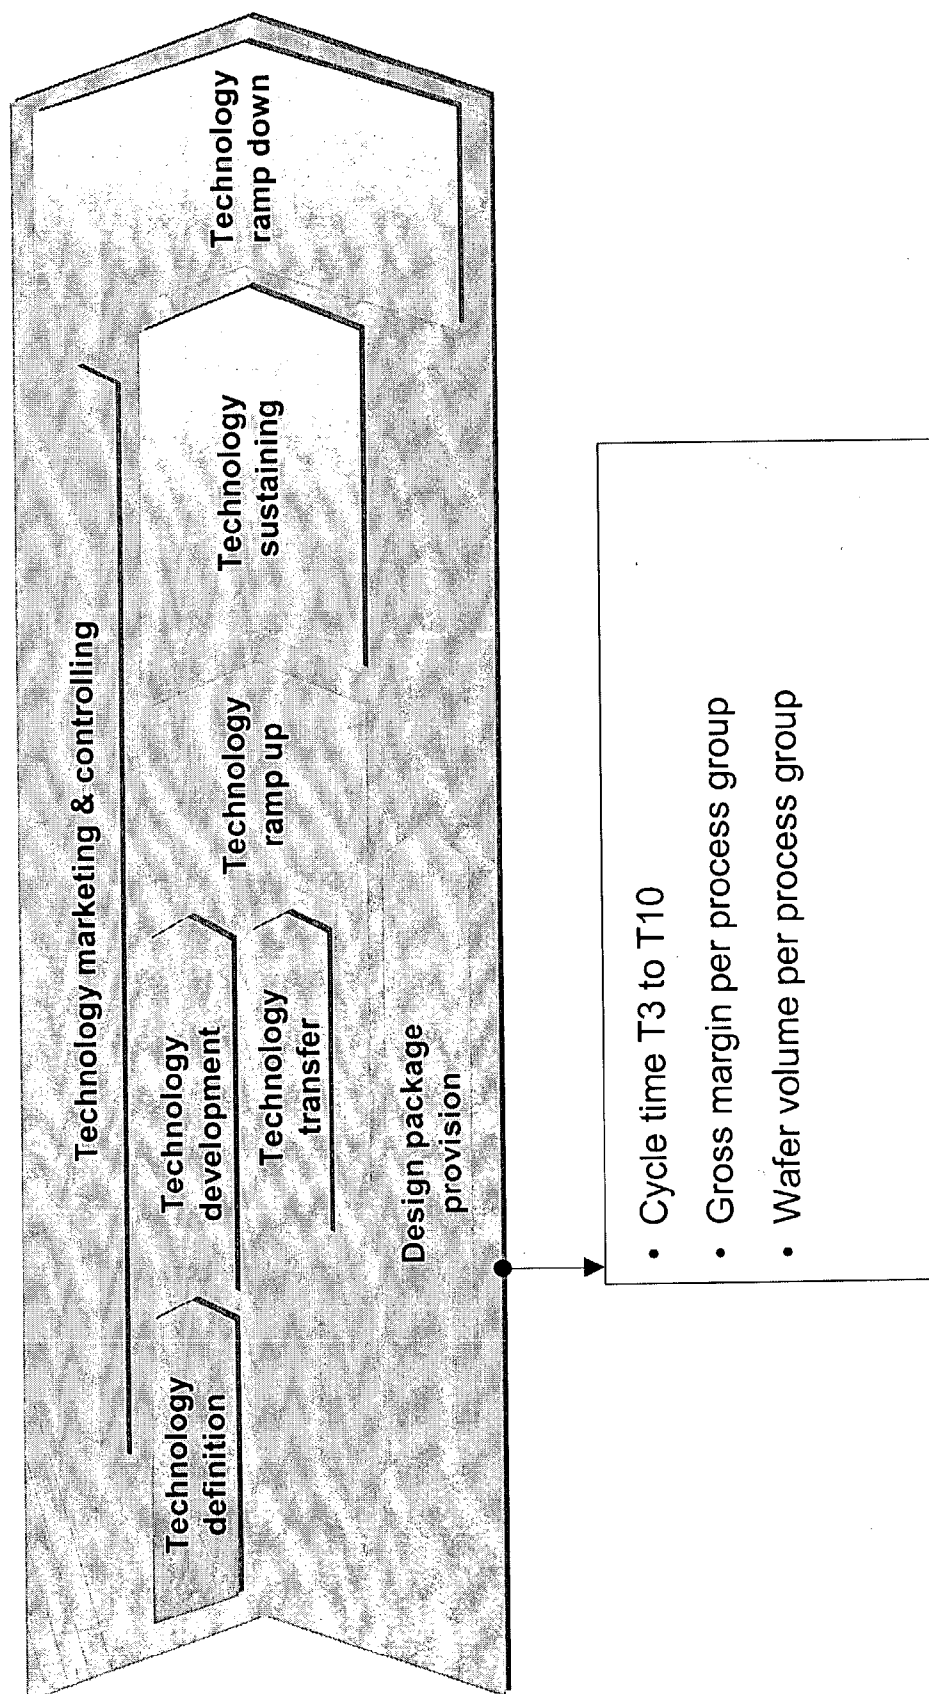 Technology marketing & controlling
Technology
definition
Technology
development
Technology
transfer
Design package
provision
Technology
ramp up
Technology
sustaining
Technology
ramp down
• Cycle time T3 to T10
• Gross margin per process group
• Wafer volume per process group